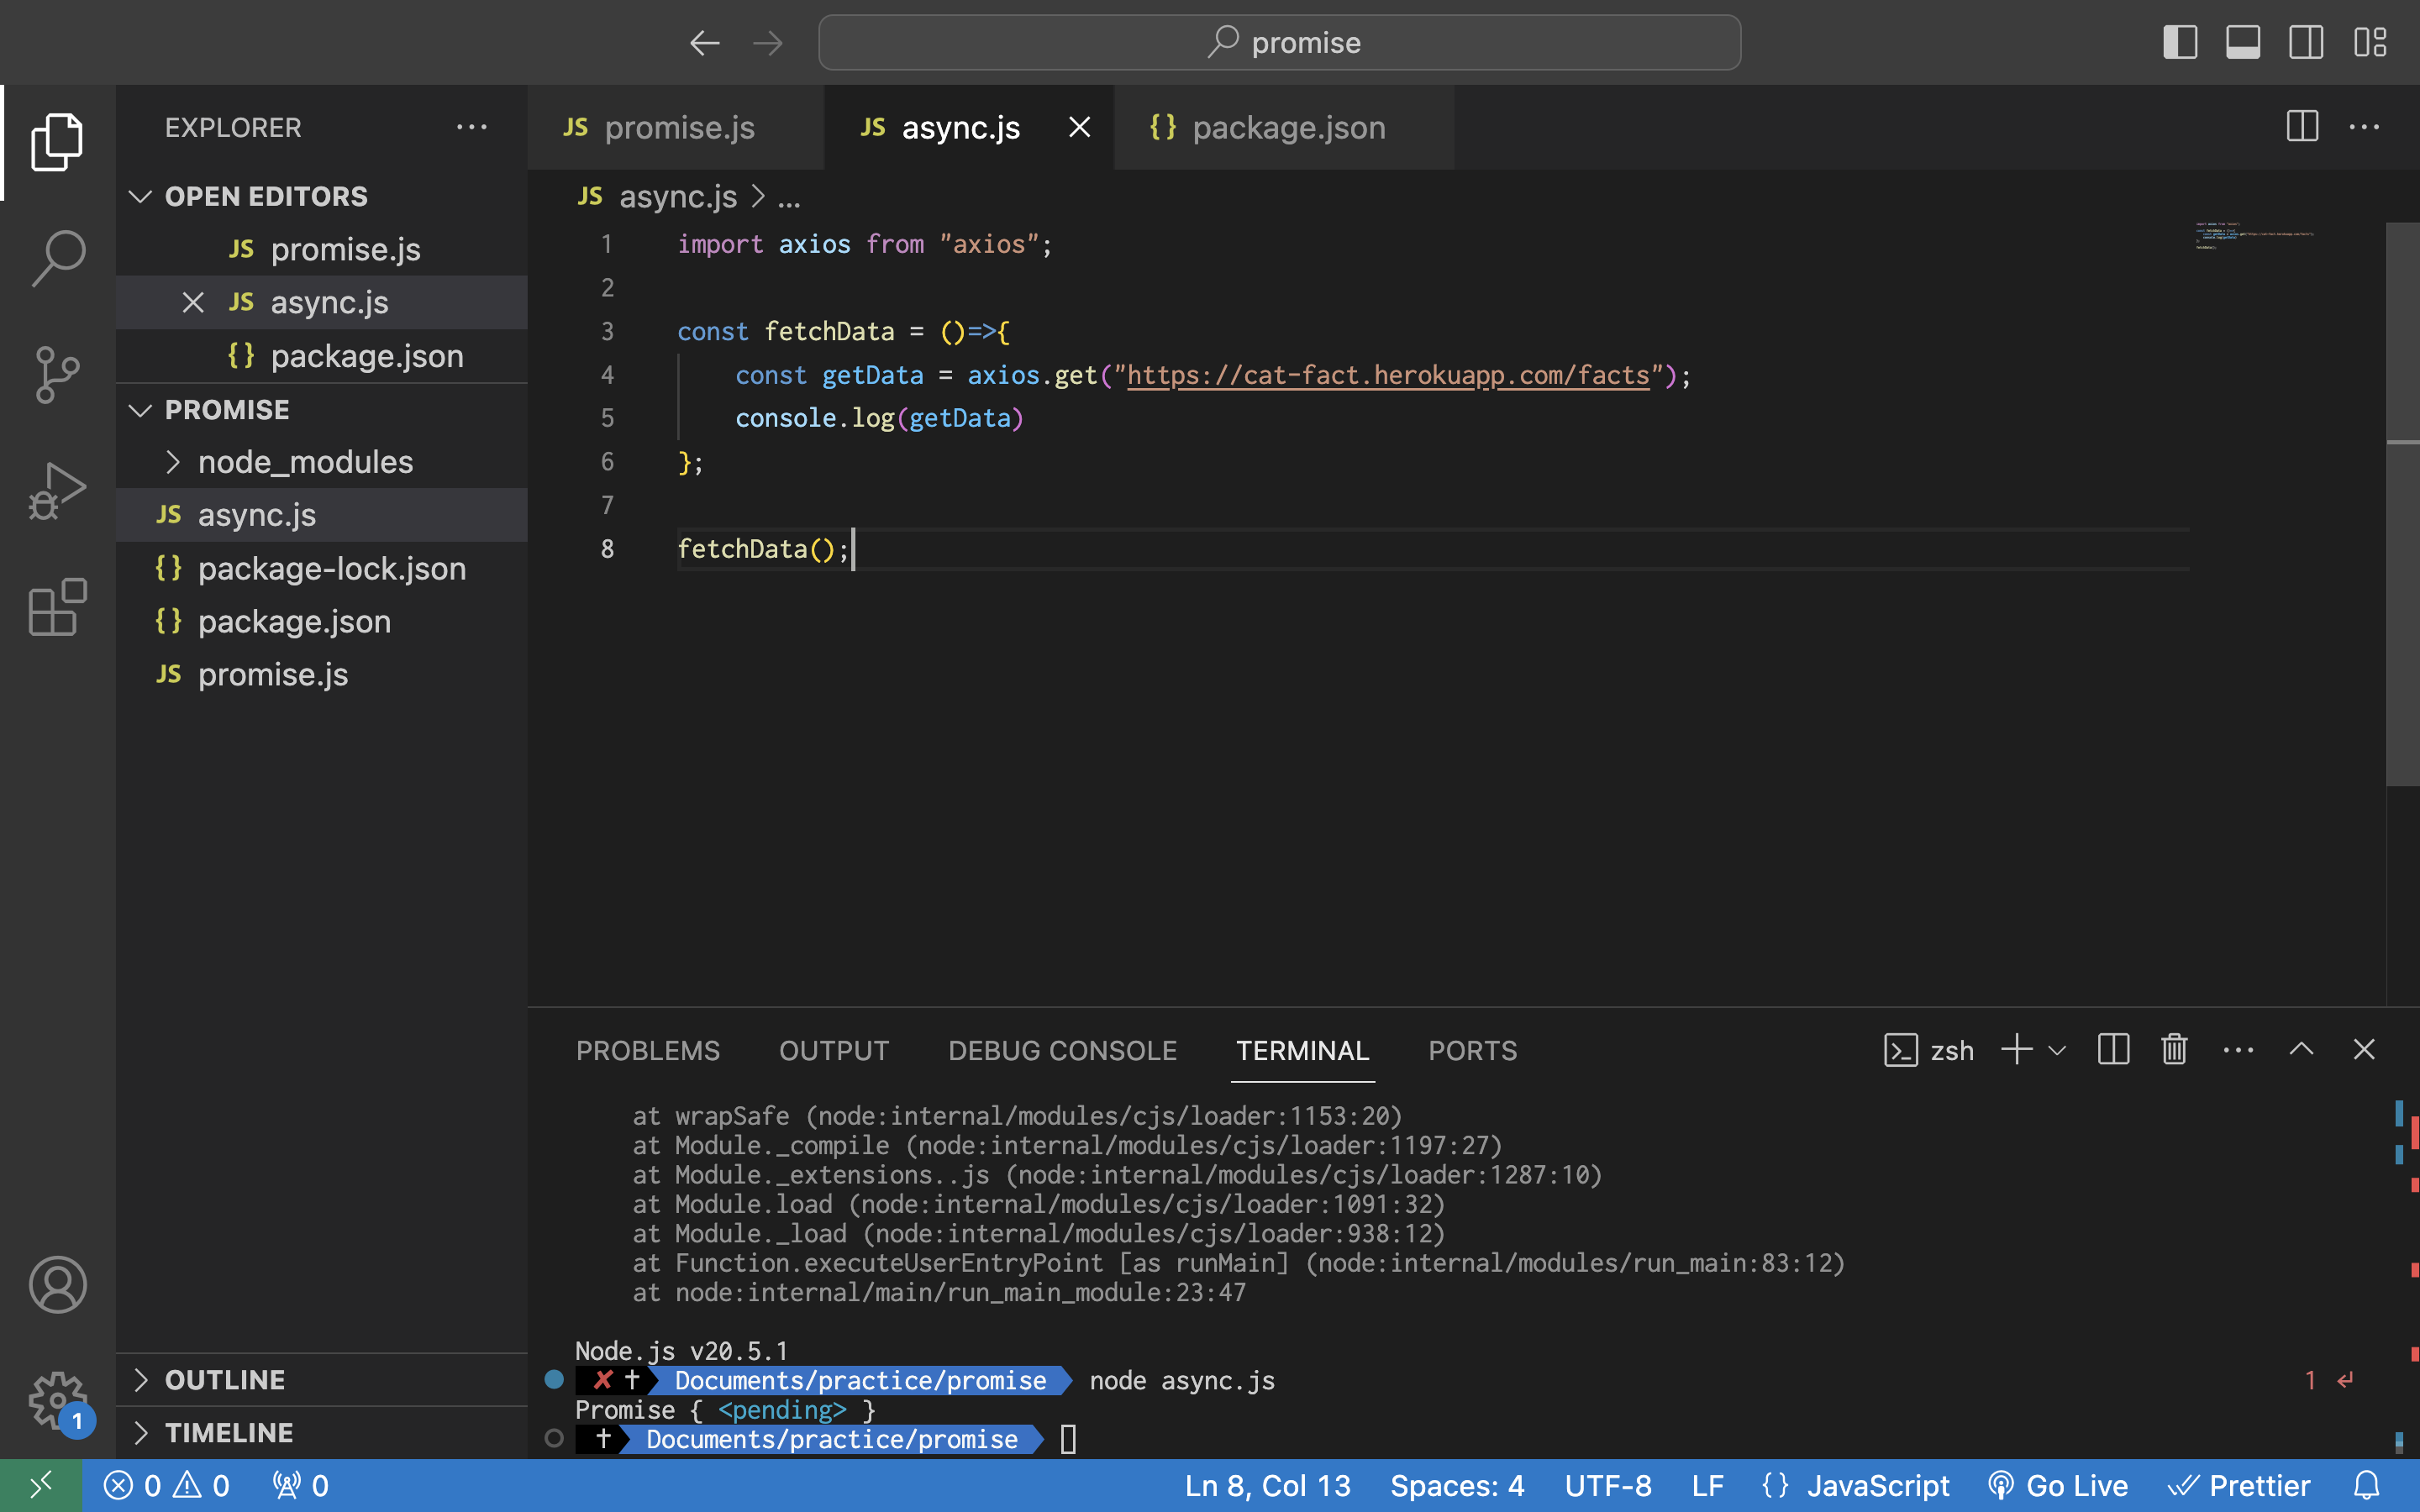 promise
EXPLORER
OPEN EDITORS
JS promise.js
JS async.js
{} package.json
PROMISE
node_modules
JS async.js
{} package-lock.json
{} package.json
JS promise.js
OUTLINE
TIMELINE
JS promise.js
JS async.js
{} package.json
JS async.js > ...
1 import axios from "axios";
2
3 const fetchData = ()=>{
4 const getData = axios.get("https://cat-fact.herokuapp.com/facts");
5 console.log(getData)
6 };
7
8 fetchData();
PROBLEMS OUTPUT DEBUG CONSOLE TERMINAL PORTS
zsh
at wrapSafe (node:internal/modules/cjs/loader:1153:20)
at Module._compile (node:internal/modules/cjs/loader:1197:27)
at Module._extensions..js (node:internal/modules/cjs/loader:1287:10)
at Module.load (node:internal/modules/cjs/loader:1091:32)
at Module._load (node:internal/modules/cjs/loader:938:12)
at Function.executeUserEntryPoint [as runMain] (node:internal/modules/run_main:83:12)
at node:internal/main/run_main_module:23:47
Node.js v20.5.1
✘ † Documents/practice/promise node async.js 1 ↵
Promise { <pending> }
† Documents/practice/promise
1
0 0 0 Ln 8, Col 13 Spaces: 4 UTF-8 LF {} JavaScript Go Live Prettier